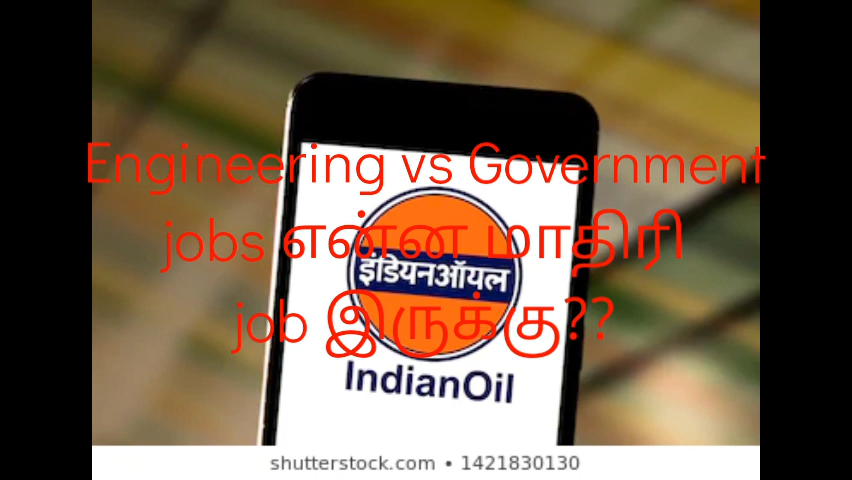 Engineering vs Government
jobs என்ன மாதிரி
job இருக்கு??
इंडियनऑयल
IndianOil
shutterstock.com • 1421830130